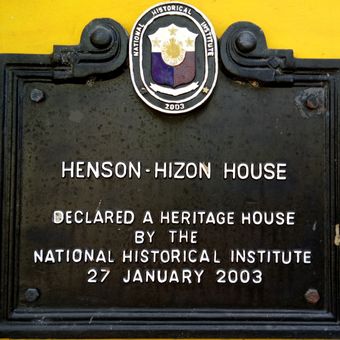 NATIONAL HISTORICAL INSTITUTE
2003
HENSON-HIZON HOUSE
DECLARED A HERITAGE HOUSE
BY THE
NATIONAL HISTORICAL INSTITUTE
27 JANUARY 2003